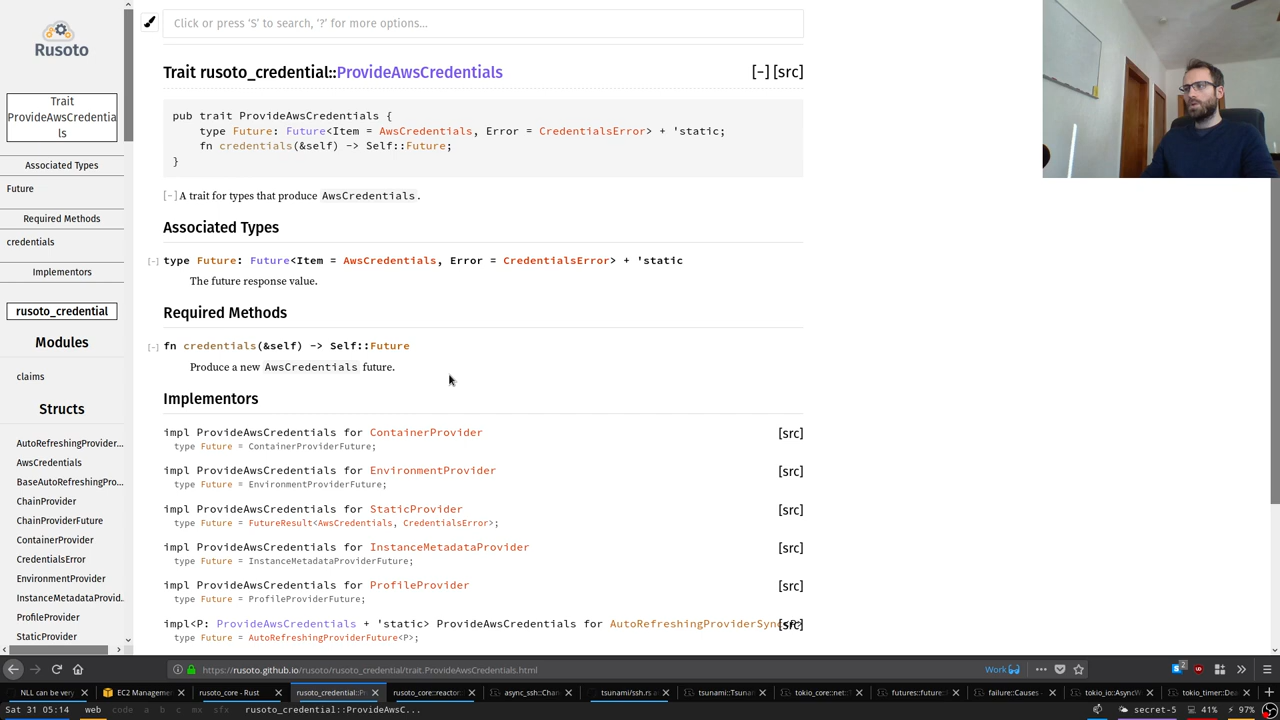 Rusoto
Trait
ProvideAwsCredentia
ls
Associated Types
Future
Required Methods
credentials
Implementors
rusoto_credential
Modules
claims
Structs
AutoRefreshingProvider...
AwsCredentials
BaseAutoRefreshingPro...
ChainProvider
ChainProviderFuture
ContainerProvider
CredentialsError
EnvironmentProvider
InstanceMetadataProvid...
ProfileProvider
StaticProvider
Click or press ‘S’ to search, ‘?’ for more options…
Trait rusoto_credential::ProvideAwsCredentials [−] [src]
pub trait ProvideAwsCredentials {
type Future: Future<Item = AwsCredentials, Error = CredentialsError> + 'static;
fn credentials(&self) -> Self::Future;
}
[-] A trait for types that produce AwsCredentials.
Associated Types
[-] type Future: Future<Item = AwsCredentials, Error = CredentialsError> + 'static
The future response value.
Required Methods
[-] fn credentials(&self) -> Self::Future
Produce a new AwsCredentials future.
Implementors
impl ProvideAwsCredentials for ContainerProvider [src]
type Future = ContainerProviderFuture;
impl ProvideAwsCredentials for EnvironmentProvider [src]
type Future = EnvironmentProviderFuture;
impl ProvideAwsCredentials for StaticProvider [src]
type Future = FutureResult<AwsCredentials, CredentialsError>;
impl ProvideAwsCredentials for InstanceMetadataProvider [src]
type Future = InstanceMetadataProviderFuture;
impl ProvideAwsCredentials for ProfileProvider [src]
type Future = ProfileProviderFuture;
impl<P: ProvideAwsCredentials + 'static> ProvideAwsCredentials for AutoRefreshingProviderSync<P> [src]
type Future = AutoRefreshingProviderFuture<P>;
https://rusoto.github.io/rusoto/rusoto_credential/trait.ProvideAwsCredentials.html Work 2
NLL can be very EC2 Manageme rusoto_core - Rust rusoto_credential::Pr rusoto_core::reactor: async_ssh::Chan tsunami/ssh.rs a tsunami::Tsunam tokio_core::net:: futures::future::F failure::Causes tokio_io::AsyncW tokio_timer::Dea
Sat 31 05:14 web code a b c mx sfx rusoto_credential::ProvideAwsC... secret-5 41% 97%